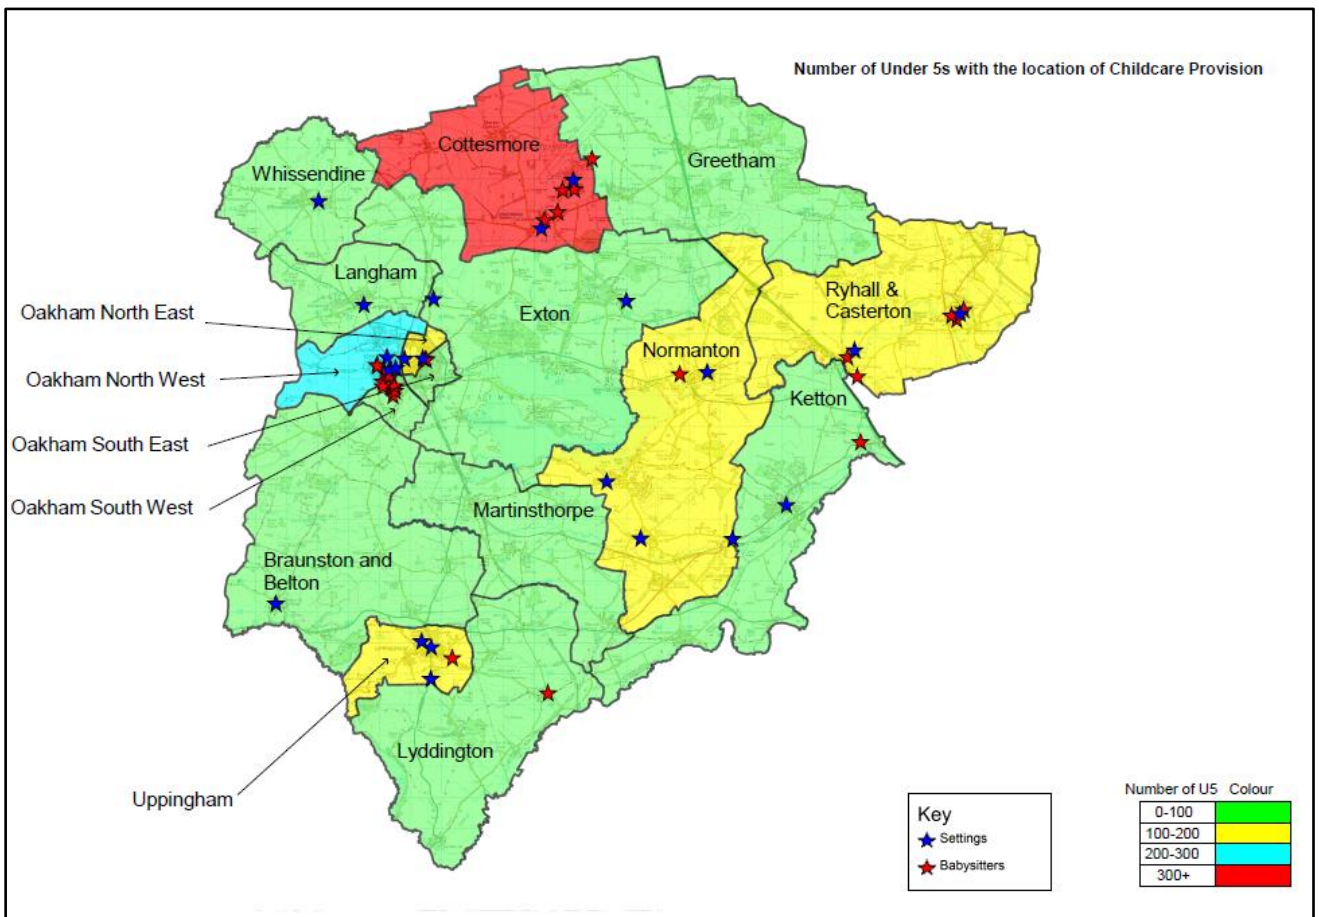 Number of Under 5s with the location of Childcare Provision
Cottesmore
Greetham
Whissendine
Langham
Oakham North East
Exton
Ryhall &
Casterton
Normanton
Oakham North West
Ketton
Oakham South East
Oakham South West
Martinsthorpe
Braunston and
Belton
Lyddington
Uppingham
Key
Settings
Babysitters
Number of U5 Colour
0-100
100-200
200-300
300+